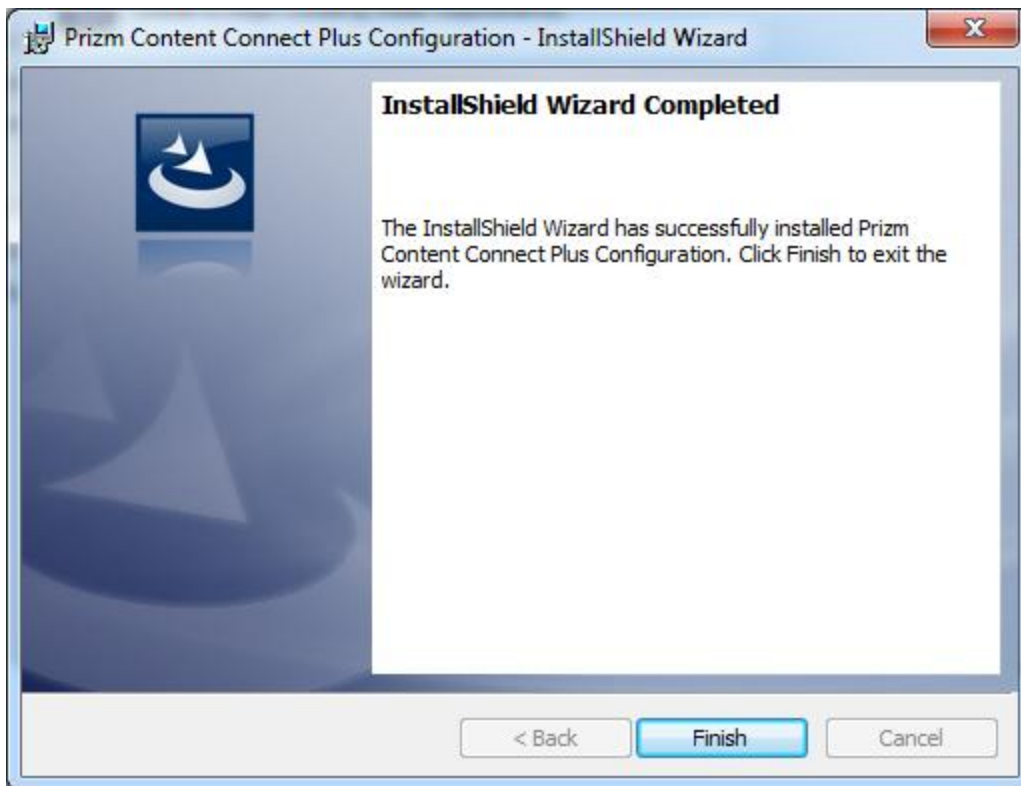 Prizm Content Connect Plus Configuration - InstallShield Wizard
InstallShield Wizard Completed
The InstallShield Wizard has successfully installed Prizm
Content Connect Plus Configuration. Click Finish to exit the
wizard.
< Back
Finish
Cancel